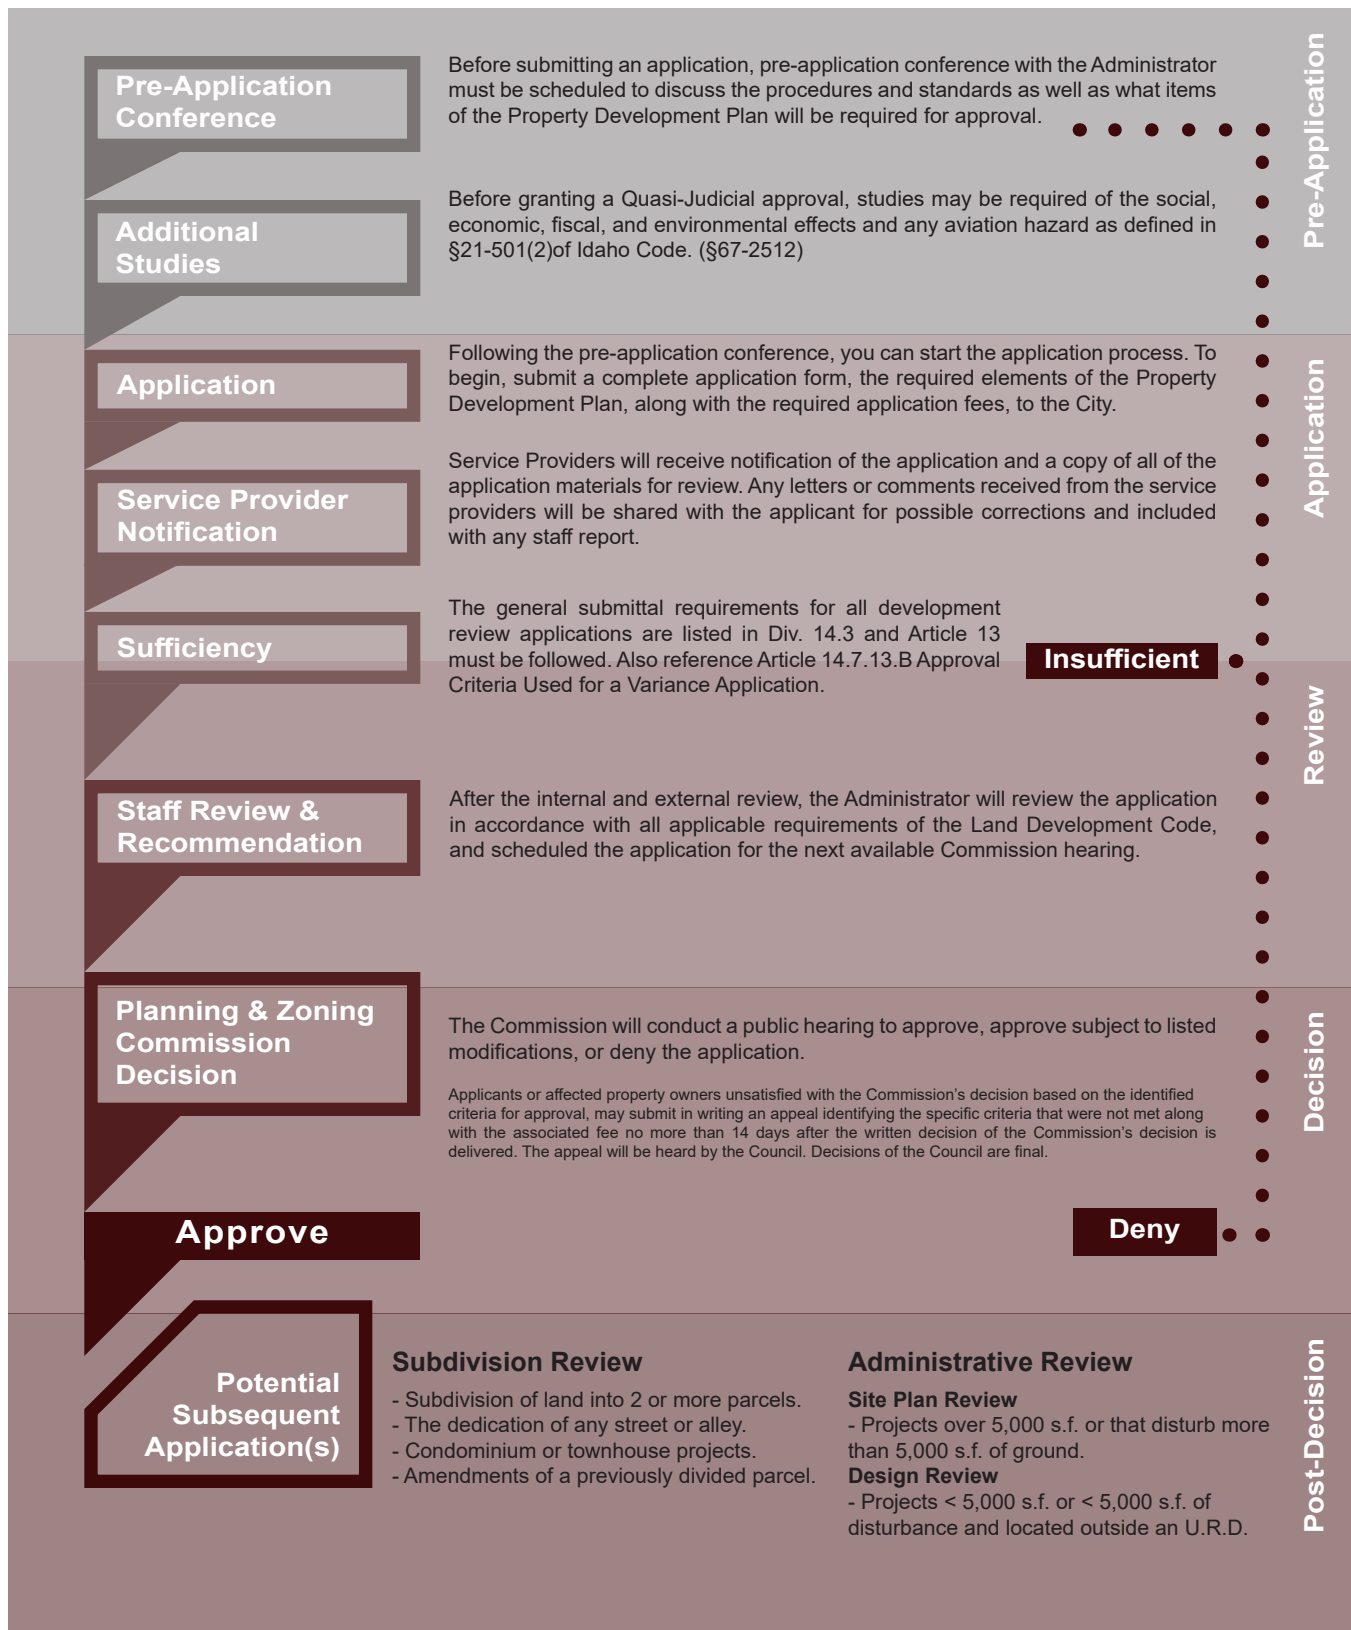 Pre-Application
Conference
Before submitting an application, pre-application conference with the Administrator
must be scheduled to discuss the procedures and standards as well as what items
of the Property Development Plan will be required for approval.
Pre-Application
Additional
Studies
Before granting a Quasi-Judicial approval, studies may be required of the social,
economic, fiscal, and environmental effects and any aviation hazard as defined in
§21-501(2)of Idaho Code. (§67-2512)
Application
Following the pre-application conference, you can start the application process. To
begin, submit a complete application form, the required elements of the Property
Development Plan, along with the required application fees, to the City.
Application
Service Provider
Notification
Service Providers will receive notification of the application and a copy of all of the
application materials for review. Any letters or comments received from the service
providers will be shared with the applicant for possible corrections and included
with any staff report.
Sufficiency
The general submittal requirements for all development
review applications are listed in Div. 14.3 and Article 13
must be followed. Also reference Article 14.7.13.B Approval
Criteria Used for a Variance Application.
Insufficient
Review
Staff Review &
Recommendation
After the internal and external review, the Administrator will review the application
in accordance with all applicable requirements of the Land Development Code,
and scheduled the application for the next available Commission hearing.
Planning & Zoning
Commission
Decision
The Commission will conduct a public hearing to approve, approve subject to listed
modifications, or deny the application.
Applicants or affected property owners unsatisfied with the Commission’s decision based on the identified
criteria for approval, may submit in writing an appeal identifying the specific criteria that were not met along
with the associated fee no more than 14 days after the written decision of the Commission’s decision is
delivered. The appeal will be heard by the Council. Decisions of the Council are final.
Decision
Approve
Deny
Potential
Subsequent
Application(s)
Subdivision Review
- Subdivision of land into 2 or more parcels.
- The dedication of any street or alley.
- Condominium or townhouse projects.
- Amendments of a previously divided parcel.
Administrative Review
Site Plan Review
- Projects over 5,000 s.f. or that disturb more
than 5,000 s.f. of ground.
Design Review
- Projects < 5,000 s.f. or < 5,000 s.f. of
disturbance and located outside an U.R.D.
Post-Decision